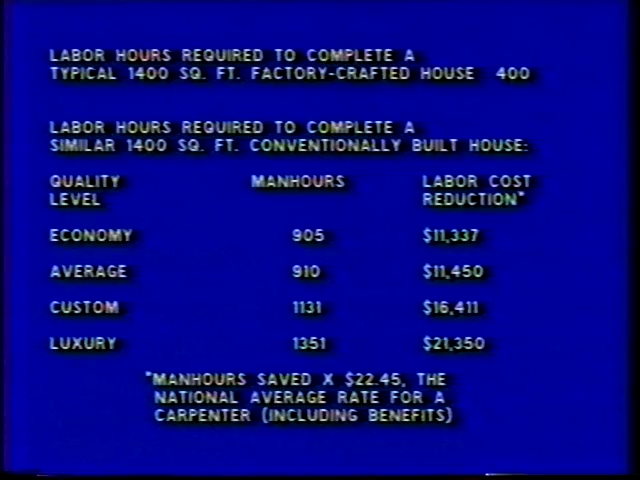 LABOR HOURS REQUIRED TO COMPLETE A
TYPICAL 1400 SQ. FT. FACTORY-CRAFTED HOUSE 400
LABOR HOURS REQUIRED TO COMPLETE A
SIMILAR 1400 SQ. FT. CONVENTIONALLY BUILT HOUSE:
QUALITY MANHOURS LABOR COST
LEVEL REDUCTION*
ECONOMY 905 $11,337
AVERAGE 910 $11,450
CUSTOM 1131 $16,411
LUXURY 1351 $21,350
*MANHOURS SAVED X $22.45, THE
NATIONAL AVERAGE RATE FOR A
CARPENTER (INCLUDING BENEFITS)